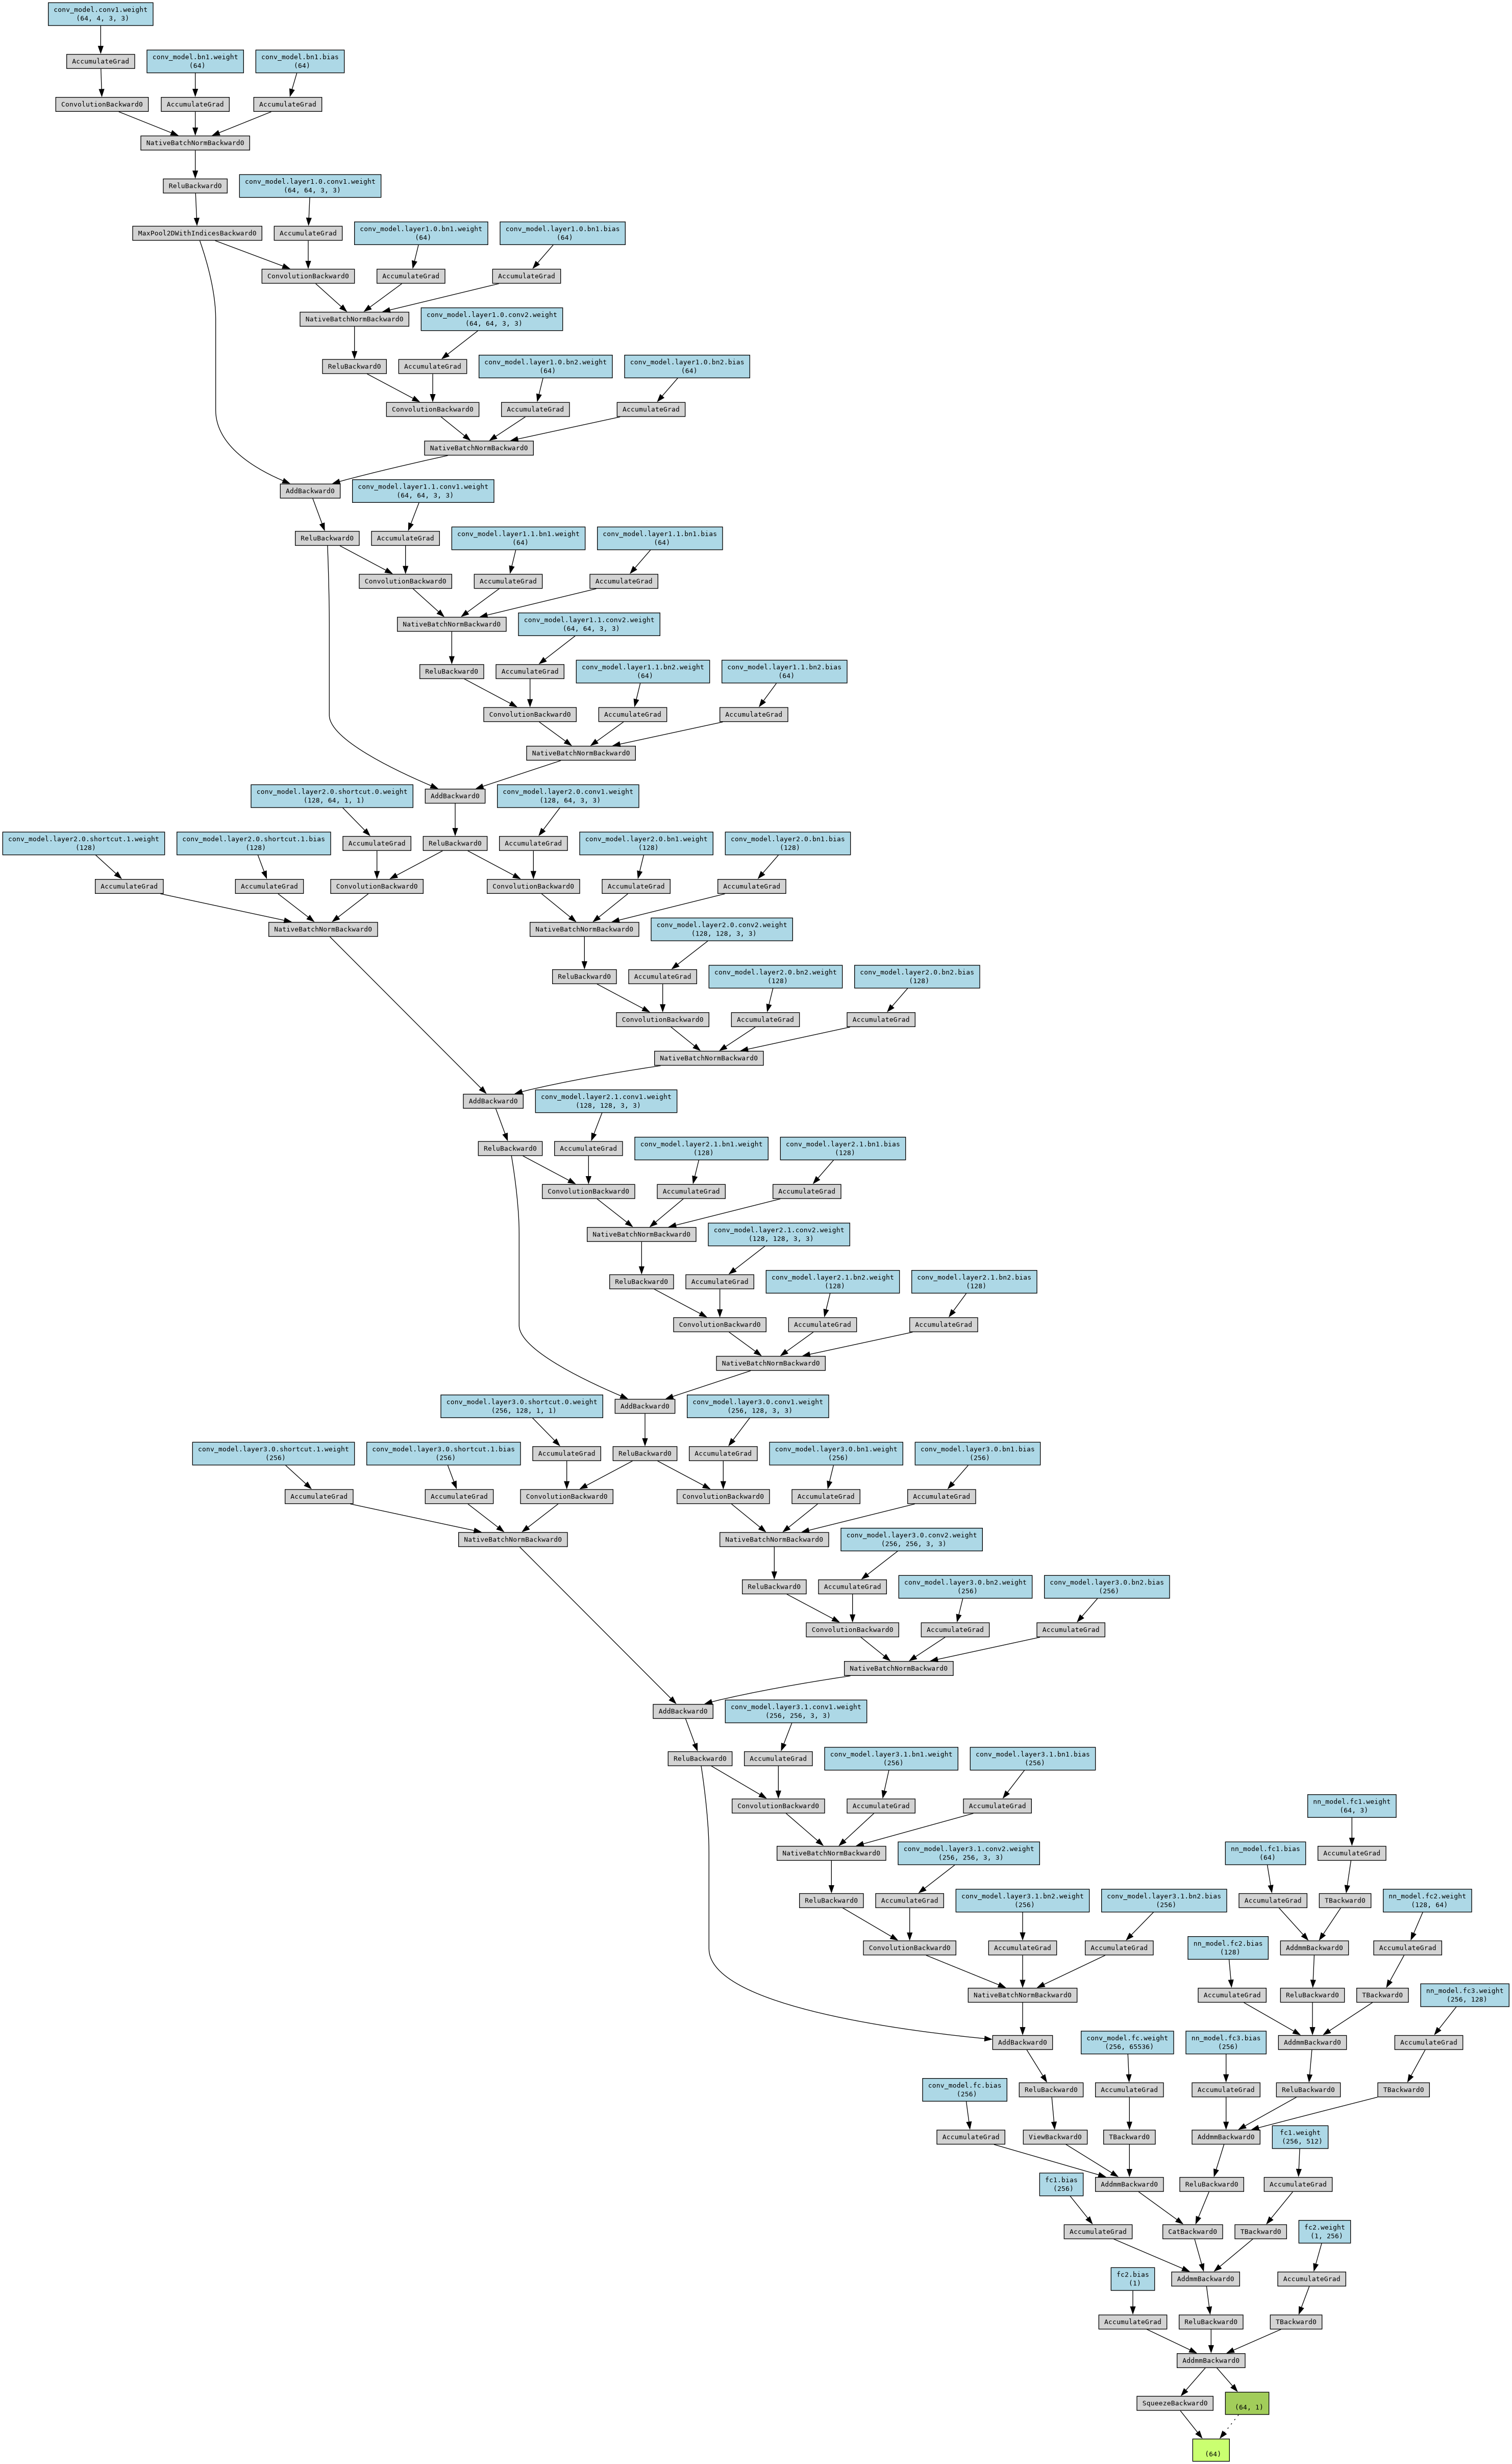 conv_model.conv1.weight
(64, 4, 3, 3)
AccumulateGrad
conv_model.bn1.weight
(64)
conv_model.bn1.bias
(64)
ConvolutionBackward0
AccumulateGrad
AccumulateGrad
NativeBatchNormBackward0
ReluBackward0
conv_model.layer1.0.conv1.weight
(64, 64, 3, 3)
MaxPool2DWithIndicesBackward0
AccumulateGrad
conv_model.layer1.0.bn1.weight
(64)
conv_model.layer1.0.bn1.bias
(64)
ConvolutionBackward0
AccumulateGrad
AccumulateGrad
NativeBatchNormBackward0
conv_model.layer1.0.conv2.weight
(64, 64, 3, 3)
ReluBackward0
AccumulateGrad
conv_model.layer1.0.bn2.weight
(64)
conv_model.layer1.0.bn2.bias
(64)
ConvolutionBackward0
AccumulateGrad
AccumulateGrad
NativeBatchNormBackward0
AddBackward0
conv_model.layer1.1.conv1.weight
(64, 64, 3, 3)
ReluBackward0
AccumulateGrad
conv_model.layer1.1.bn1.weight
(64)
conv_model.layer1.1.bn1.bias
(64)
ConvolutionBackward0
AccumulateGrad
AccumulateGrad
NativeBatchNormBackward0
conv_model.layer1.1.conv2.weight
(64, 64, 3, 3)
ReluBackward0
AccumulateGrad
conv_model.layer1.1.bn2.weight
(64)
conv_model.layer1.1.bn2.bias
(64)
ConvolutionBackward0
AccumulateGrad
AccumulateGrad
NativeBatchNormBackward0
conv_model.layer2.0.shortcut.0.weight
(128, 64, 1, 1)
AddBackward0
conv_model.layer2.0.conv1.weight
(128, 64, 3, 3)
conv_model.layer2.0.shortcut.1.weight
(128)
conv_model.layer2.0.shortcut.1.bias
(128)
AccumulateGrad
ReluBackward0
AccumulateGrad
conv_model.layer2.0.bn1.weight
(128)
conv_model.layer2.0.bn1.bias
(128)
AccumulateGrad
AccumulateGrad
ConvolutionBackward0
ConvolutionBackward0
AccumulateGrad
AccumulateGrad
NativeBatchNormBackward0
NativeBatchNormBackward0
conv_model.layer2.0.conv2.weight
(128, 128, 3, 3)
ReluBackward0
AccumulateGrad
conv_model.layer2.0.bn2.weight
(128)
conv_model.layer2.0.bn2.bias
(128)
ConvolutionBackward0
AccumulateGrad
AccumulateGrad
NativeBatchNormBackward0
AddBackward0
conv_model.layer2.1.conv1.weight
(128, 128, 3, 3)
ReluBackward0
AccumulateGrad
conv_model.layer2.1.bn1.weight
(128)
conv_model.layer2.1.bn1.bias
(128)
ConvolutionBackward0
AccumulateGrad
AccumulateGrad
NativeBatchNormBackward0
conv_model.layer2.1.conv2.weight
(128, 128, 3, 3)
ReluBackward0
AccumulateGrad
conv_model.layer2.1.bn2.weight
(128)
conv_model.layer2.1.bn2.bias
(128)
ConvolutionBackward0
AccumulateGrad
AccumulateGrad
NativeBatchNormBackward0
conv_model.layer3.0.shortcut.0.weight
(256, 128, 1, 1)
AddBackward0
conv_model.layer3.0.conv1.weight
(256, 128, 3, 3)
conv_model.layer3.0.shortcut.1.weight
(256)
conv_model.layer3.0.shortcut.1.bias
(256)
AccumulateGrad
ReluBackward0
AccumulateGrad
conv_model.layer3.0.bn1.weight
(256)
conv_model.layer3.0.bn1.bias
(256)
AccumulateGrad
AccumulateGrad
ConvolutionBackward0
ConvolutionBackward0
AccumulateGrad
AccumulateGrad
NativeBatchNormBackward0
NativeBatchNormBackward0
conv_model.layer3.0.conv2.weight
(256, 256, 3, 3)
ReluBackward0
AccumulateGrad
conv_model.layer3.0.bn2.weight
(256)
conv_model.layer3.0.bn2.bias
(256)
ConvolutionBackward0
AccumulateGrad
AccumulateGrad
NativeBatchNormBackward0
AddBackward0
conv_model.layer3.1.conv1.weight
(256, 256, 3, 3)
ReluBackward0
AccumulateGrad
conv_model.layer3.1.bn1.weight
(256)
conv_model.layer3.1.bn1.bias
(256)
ConvolutionBackward0
AccumulateGrad
AccumulateGrad
nn_model.fc1.weight
(64, 3)
NativeBatchNormBackward0
conv_model.layer3.1.conv2.weight
(256, 256, 3, 3)
nn_model.fc1.bias
(64)
AccumulateGrad
ReluBackward0
AccumulateGrad
conv_model.layer3.1.bn2.weight
(256)
conv_model.layer3.1.bn2.bias
(256)
AccumulateGrad
TBackward0
nn_model.fc2.weight
(128, 64)
ConvolutionBackward0
AccumulateGrad
AccumulateGrad
nn_model.fc2.bias
(128)
AddmmBackward0
AccumulateGrad
NativeBatchNormBackward0
AccumulateGrad
ReluBackward0
TBackward0
nn_model.fc3.weight
(256, 128)
AddBackward0
conv_model.fc.weight
(256, 65536)
nn_model.fc3.bias
(256)
AddmmBackward0
AccumulateGrad
conv_model.fc.bias
(256)
ReluBackward0
AccumulateGrad
AccumulateGrad
ReluBackward0
TBackward0
AccumulateGrad
ViewBackward0
TBackward0
AddmmBackward0
fc1.weight
(256, 512)
fc1.bias
(256)
AddmmBackward0
ReluBackward0
AccumulateGrad
AccumulateGrad
CatBackward0
TBackward0
fc2.weight
(1, 256)
fc2.bias
(1)
AddmmBackward0
AccumulateGrad
AccumulateGrad
ReluBackward0
TBackward0
AddmmBackward0
SqueezeBackward0
(64, 1)
(64)